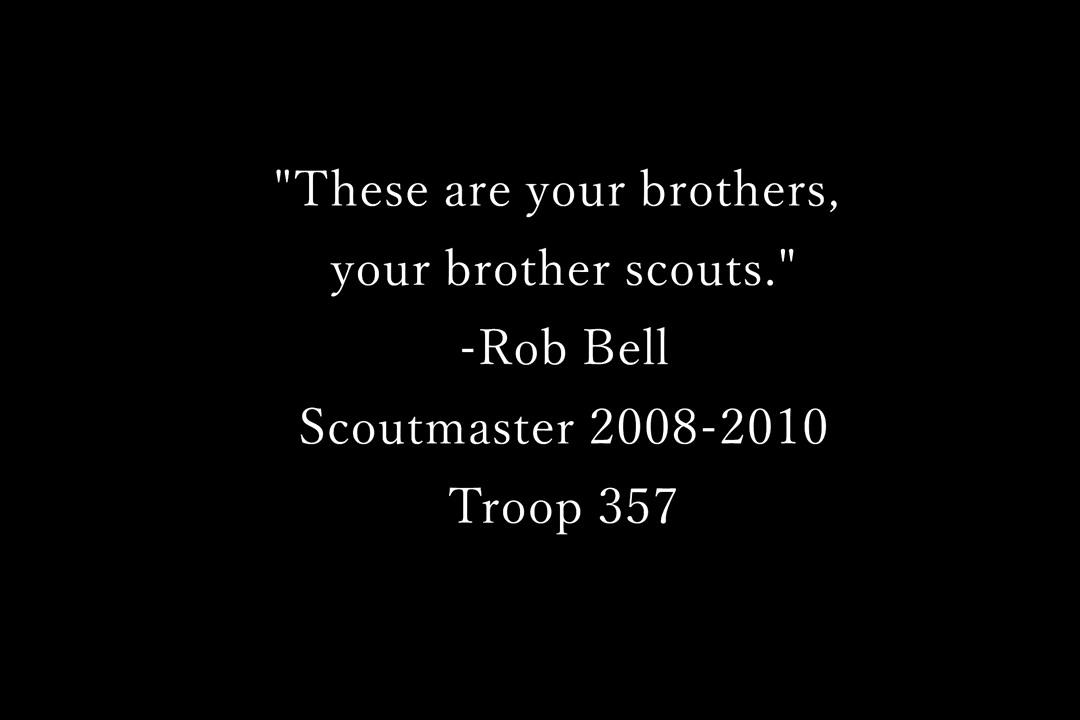 "These are your brothers,
your brother scouts."
-Rob Bell
Scoutmaster 2008-2010
Troop 357